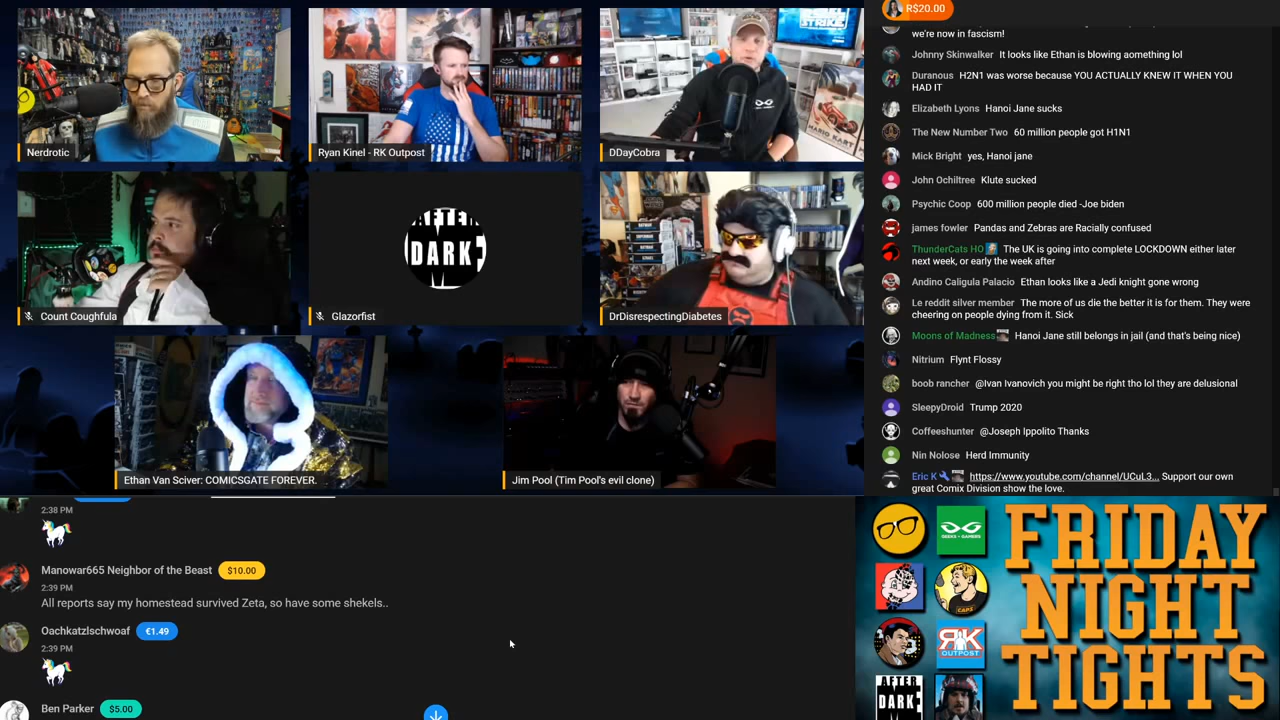 Nerdrotic
Ryan Kinel - RK Outpost
DDayCobra
MARIO KART
STRIKE
Count Coughfula
AFTER
DARK
Glazorfist
DrDisrespectingDiabetes
Ethan Van Sciver: COMICSGATE FOREVER.
Jim Pool (Tim Pool's evil clone)
R$20.00
we're now in fascism!
Johnny Skinwalker It looks like Ethan is blowing aomething lol
Duranous H2N1 was worse because YOU ACTUALLY KNEW IT WHEN YOU
HAD IT
Elizabeth Lyons Hanoi Jane sucks
The New Number Two 60 million people got H1N1
Mick Bright yes, Hanoi jane
John Ochiltree Klute sucked
Psychic Coop 600 million people died -Joe biden
james fowler Pandas and Zebras are Racially confused
ThunderCats HO The UK is going into complete LOCKDOWN either later
next week, or early the week after
Andino Caligula Palacio Ethan looks like a Jedi knight gone wrong
Le reddit silver member The more of us die the better it is for them. They were
cheering on people dying from it. Sick
Moons of Madness Hanoi Jane still belongs in jail (and that's being nice)
Nitrium Flynt Flossy
boob rancher @Ivan Ivanovich you might be right tho lol they are delusional
SleepyDroid Trump 2020
Coffeeshunter @Joseph Ippolito Thanks
Nin Nolose Herd Immunity
Eric K https://www.youtube.com/channel/UCuL3... Support our own
great Comix Division show the love.
2:38 PM
Manowar665 Neighbor of the Beast $10.00
2:39 PM
All reports say my homestead survived Zeta, so have some shekels..
Oachkatzlschwoaf €1.49
2:39 PM
Ben Parker $5.00
GEEKS + GAMERS
CAPS
RK
OUTPOST
AFTER
DARK
FRIDAY
NIGHT
TIGHTS